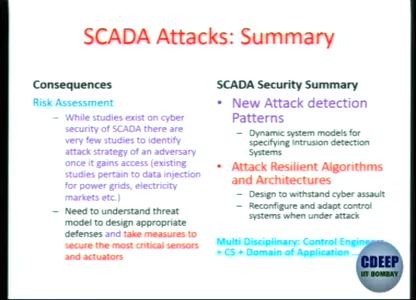 SCADA Attacks: Summary
Consequences
Risk Assessment
– While studies exist on cyber
security of SCADA there are
very few studies to identify
attack strategy of an adversary
once it gains access (existing
studies pertain to data injection
for power grids, electricity
markets etc.)
– Need to understand threat
model to design appropriate
defenses and take measures to
secure the most critical sensors
and actuators
SCADA Security Summary
• New Attack detection
Patterns
– Dynamic system models for
specifying Intrusion detection
Systems
• Attack Resilient Algorithms
and Architectures
– Design to withstand cyber assault
– Reconfigure and adapt control
systems when under attack
Multi Disciplinary: Control Engineers
+ CS + Domain of Application
CDEEP
IIT BOMBAY